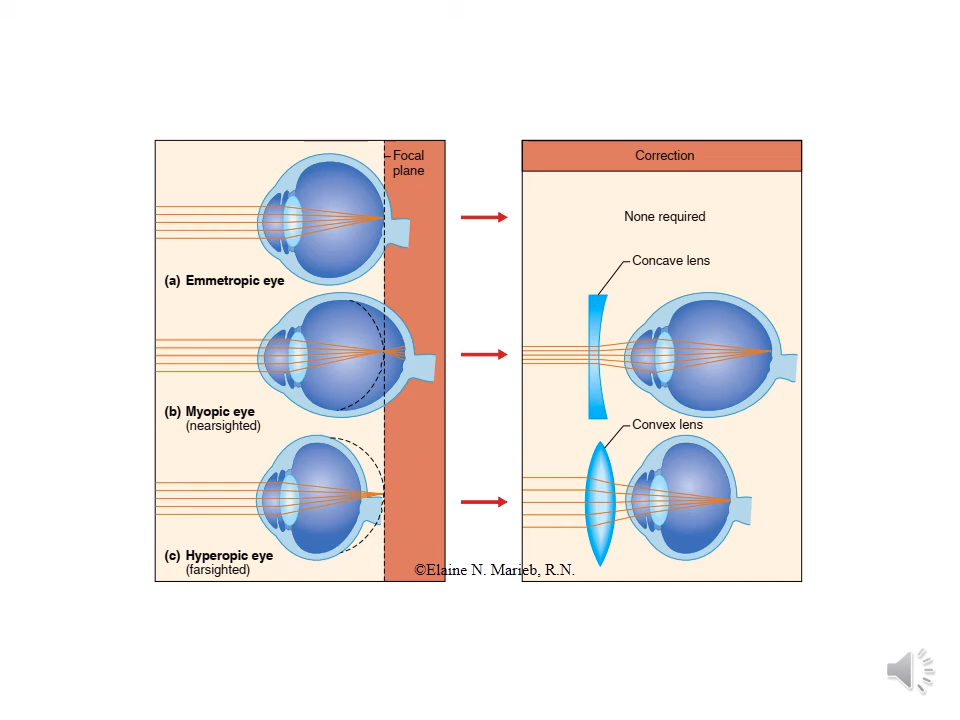 Focal
plane
(a) Emmetropic eye
(b) Myopic eye
(nearsighted)
(c) Hyperopic eye
(farsighted)
Correction
None required
Concave lens
Convex lens
©Elaine N. Marieb, R.N.